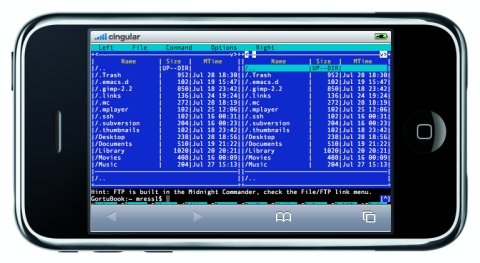 cingular
Left File Command Options Right
<- v>
<- v>
Name | Size | MTime || Name | Size | MTime
/.. |UP--DIR| ||/.. |UP--DIR|
/.Trash | 952|Jul 28 18:30||/.Trash | 952|Jul 28 18:30
/.emacs.d | 102|Jul 19 15:47||/.emacs.d | 102|Jul 19 15:47
/.gimp-2.2 | 850|Jul 18 23:42||/.gimp-2.2 | 850|Jul 18 23:42
/.links | 136|Jul 24 19:24||/.links | 136|Jul 24 19:24
/.mc | 272|Jul 28 18:19||/.mc | 272|Jul 28 18:19
/.mplayer | 102|Jul 25 12:06||/.mplayer | 102|Jul 25 12:06
/.ssh | 102|Jul 16 00:31||/.ssh | 102|Jul 16 00:31
/.subversion | 204|Jul 16 00:23||/.subversion | 204|Jul 16 00:23
/.thumbnails | 102|Jul 18 23:42||/.thumbnails | 102|Jul 18 23:42
/Desktop | 238|Jul 28 18:56||/Desktop | 238|Jul 28 18:56
/Documents | 510|Jul 19 21:22||/Documents | 510|Jul 19 21:22
/Library | 1020|Jul 20 20:21||/Library | 1020|Jul 20 20:21
/Movies | 408|Jul 16 00:09||/Movies | 408|Jul 16 00:09
/Music | 204|Jul 27 15:13||/Music | 204|Jul 27 15:13
/.. ||/..
Hint: FTP is built in the Midnight Commander, check the File/FTP link menu.
GortuBook:~ mressl$ [^]